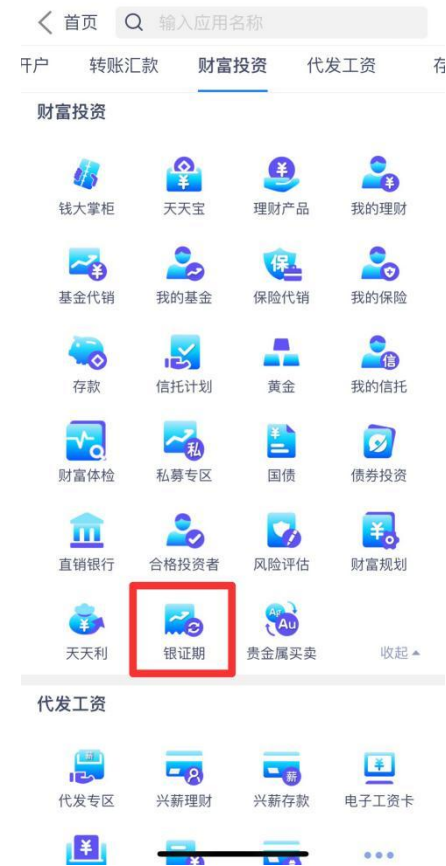 首页 输入应用名称
开户 转账汇款 财富投资 代发工资
财富投资
钱大掌柜 天天宝 理财产品 我的理财
基金代销 我的基金 保险代销 我的保险
存款 信托计划 黄金 我的信托
财富体检 私募专区 国债 债券投资
直销银行 合格投资者 风险评估 财富规划
天天利 银证期 贵金属买卖 收起
代发工资
代发专区 兴薪理财 兴薪存款 电子工资卡